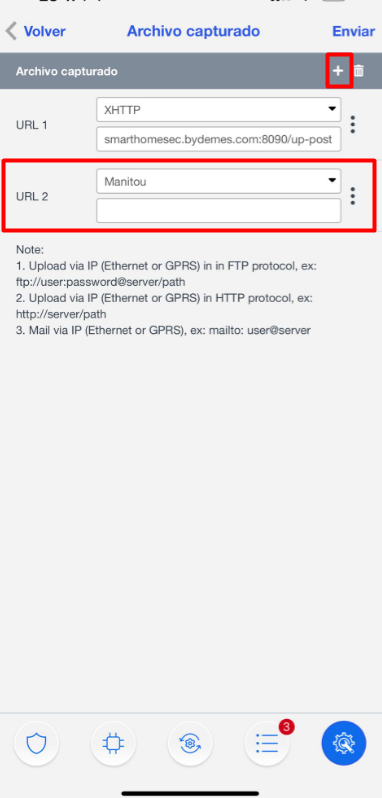 Volver
Archivo capturado
Enviar
Archivo capturado
+
URL 1
XHTTP
smarthomesec.bydemes.com:8090/up-post
URL 2
Manitou
Note:
1. Upload via IP (Ethernet or GPRS) in in FTP protocol, ex:
ftp://user:password@server/path
2. Upload via IP (Ethernet or GPRS) in HTTP protocol, ex:
http://server/path
3. Mail via IP (Ethernet or GPRS), ex: mailto: user@server
3